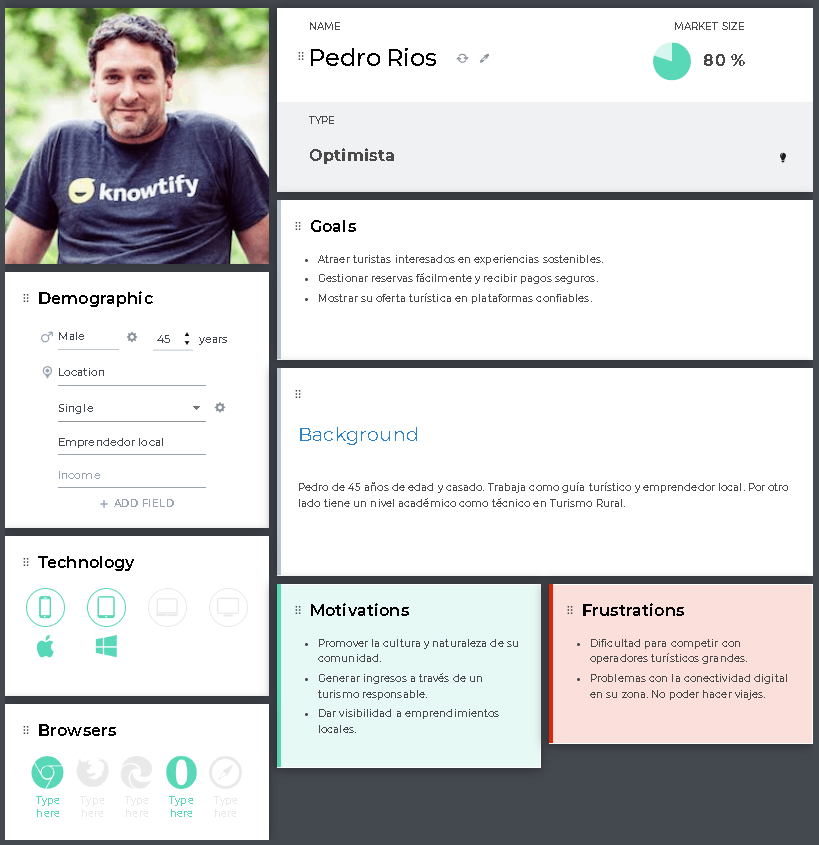 knowtify
NAME
MARKET SIZE
Pedro Rios
80 %
TYPE
Optimista
Goals
• Atraer turistas interesados en experiencias sostenibles.
• Gestionar reservas fácilmente y recibir pagos seguros.
• Mostrar su oferta turística en plataformas confiables.
Demographic
Male 45 years
Location
Single
Emprendedor local
Income
+ ADD FIELD
Background
Pedro de 45 años de edad y casado. Trabaja como guía turístico y emprendedor local. Por otro
lado tiene un nivel académico como técnico en Turismo Rural.
Technology
Browsers
Type here
Type here
Type here
Type here
Type here
Motivations
• Promover la cultura y naturaleza de su
comunidad.
• Generar ingresos a través de un
turismo responsable.
• Dar visibilidad a emprendimientos
locales.
Frustrations
• Dificultad para competir con
operadores turísticos grandes.
• Problemas con la conectividad digital
en su zona. No poder hacer viajes.